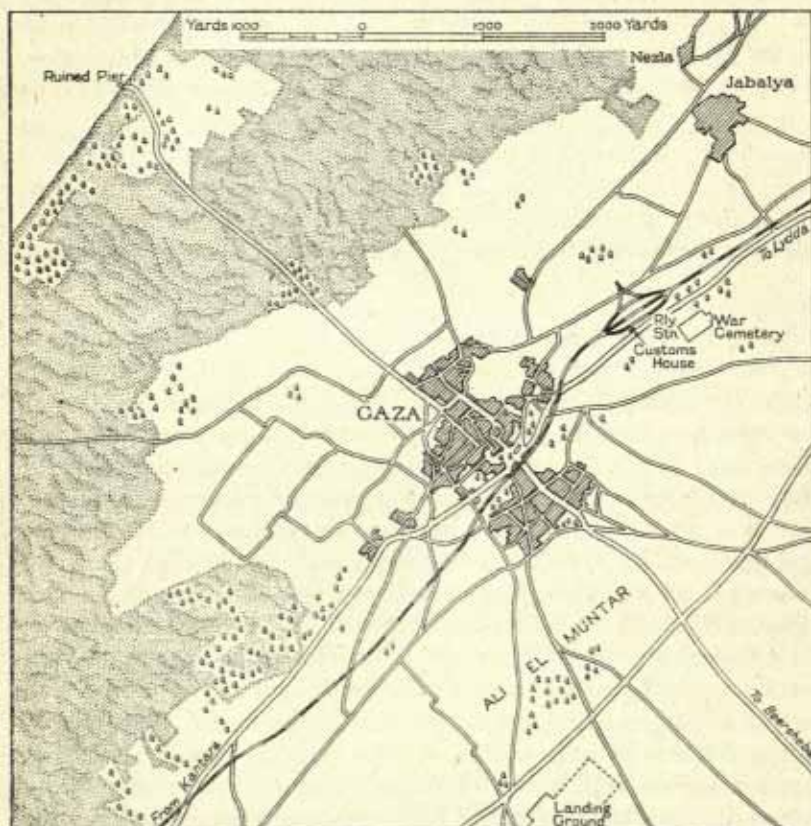 Yards 1000 0 1000 2000 Yards
Ruined Pier
Nezla
Jabalya
To Lydda
Rly
Stn.
War
Cemetery
Customs
House
GAZA
ALI EL MUNTAR
To Beersheba
From Kantara
Landing
Ground